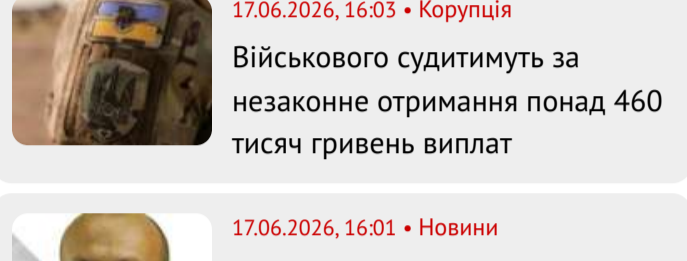 17.06.2026, 16:03 • Корупція
Військового судитимуть за
незаконне отримання понад 460
тисяч гривень виплат
17.06.2026, 16:01 • Новини